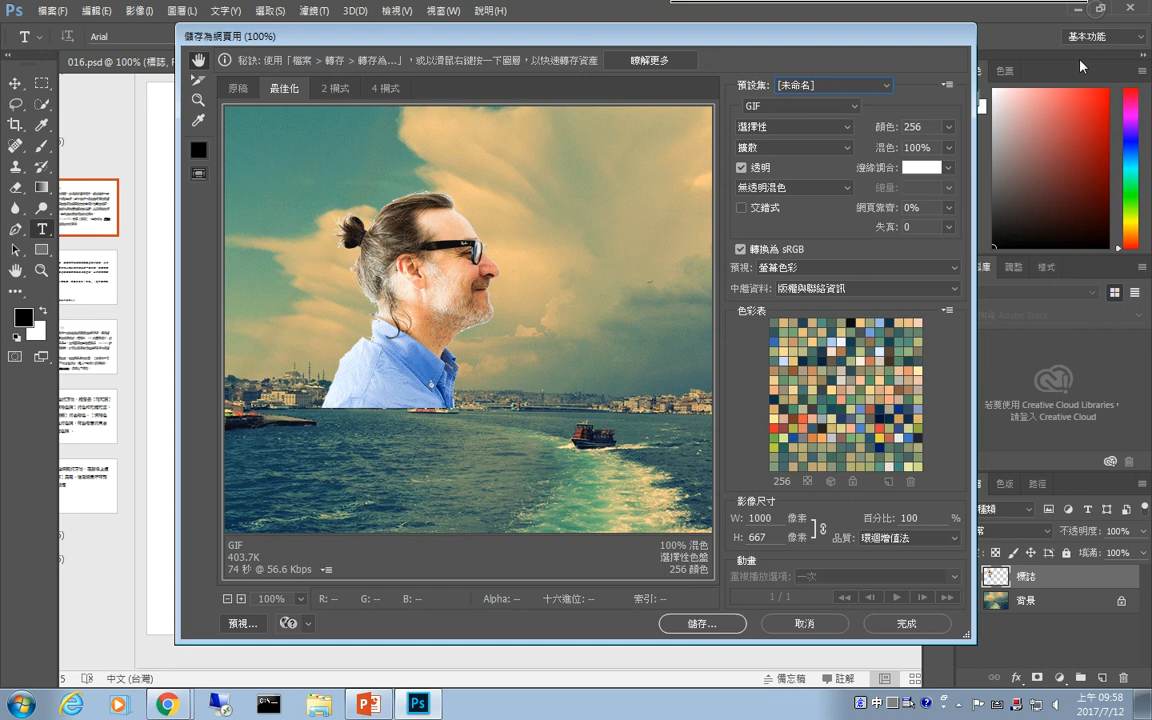 Ps 檔案(F) 編輯(E) 影像(I) 圖層(L) 文字(Y) 選取(S) 濾鏡(T) 3D(D) 檢視(V) 視窗(W) 說明(H)
T Arial
基本功能
016.psd @ 100% (標誌, R
儲存為網頁用 (100%)
秘訣: 使用「檔案 > 轉存 > 轉存為...」，或以滑鼠右鍵按一下圖層，以快速轉存資產
瞭解更多
原稿 最佳化 2 欄式 4 欄式
預設集: [未命名]
GIF
選擇性 顏色: 256
擴散 混色: 100%
透明 邊緣調合:
無透明混色 總量:
交錯式 網頁靠齊: 0%
失真: 0
轉換為 sRGB
預視: 螢幕色彩
中繼資料: 版權與聯絡資訊
色彩表
256
影像尺寸
W: 1000 像素 百分比: 100 %
H: 667 像素 品質: 環迴增值法
動畫
重複播放選項: 一次
1 / 1
GIF
403.7K
74 秒 @ 56.6 Kbps
100% 混色
選擇性色盤
256 顏色
100% R: -- G: -- B: -- Alpha: -- 十六進位: -- 索引: --
預視... 儲存... 取消 完成
色票
庫 調整 樣式
搜尋 Adobe Stock
若要使用 Creative Cloud Libraries，
請登入 Creative Cloud
色版 路徑
種類
常 不透明度: 100%
填滿: 100%
標誌
背景
fx
5 中文 (台灣) 備忘稿 註解
中
上午 09:58
2017/7/12